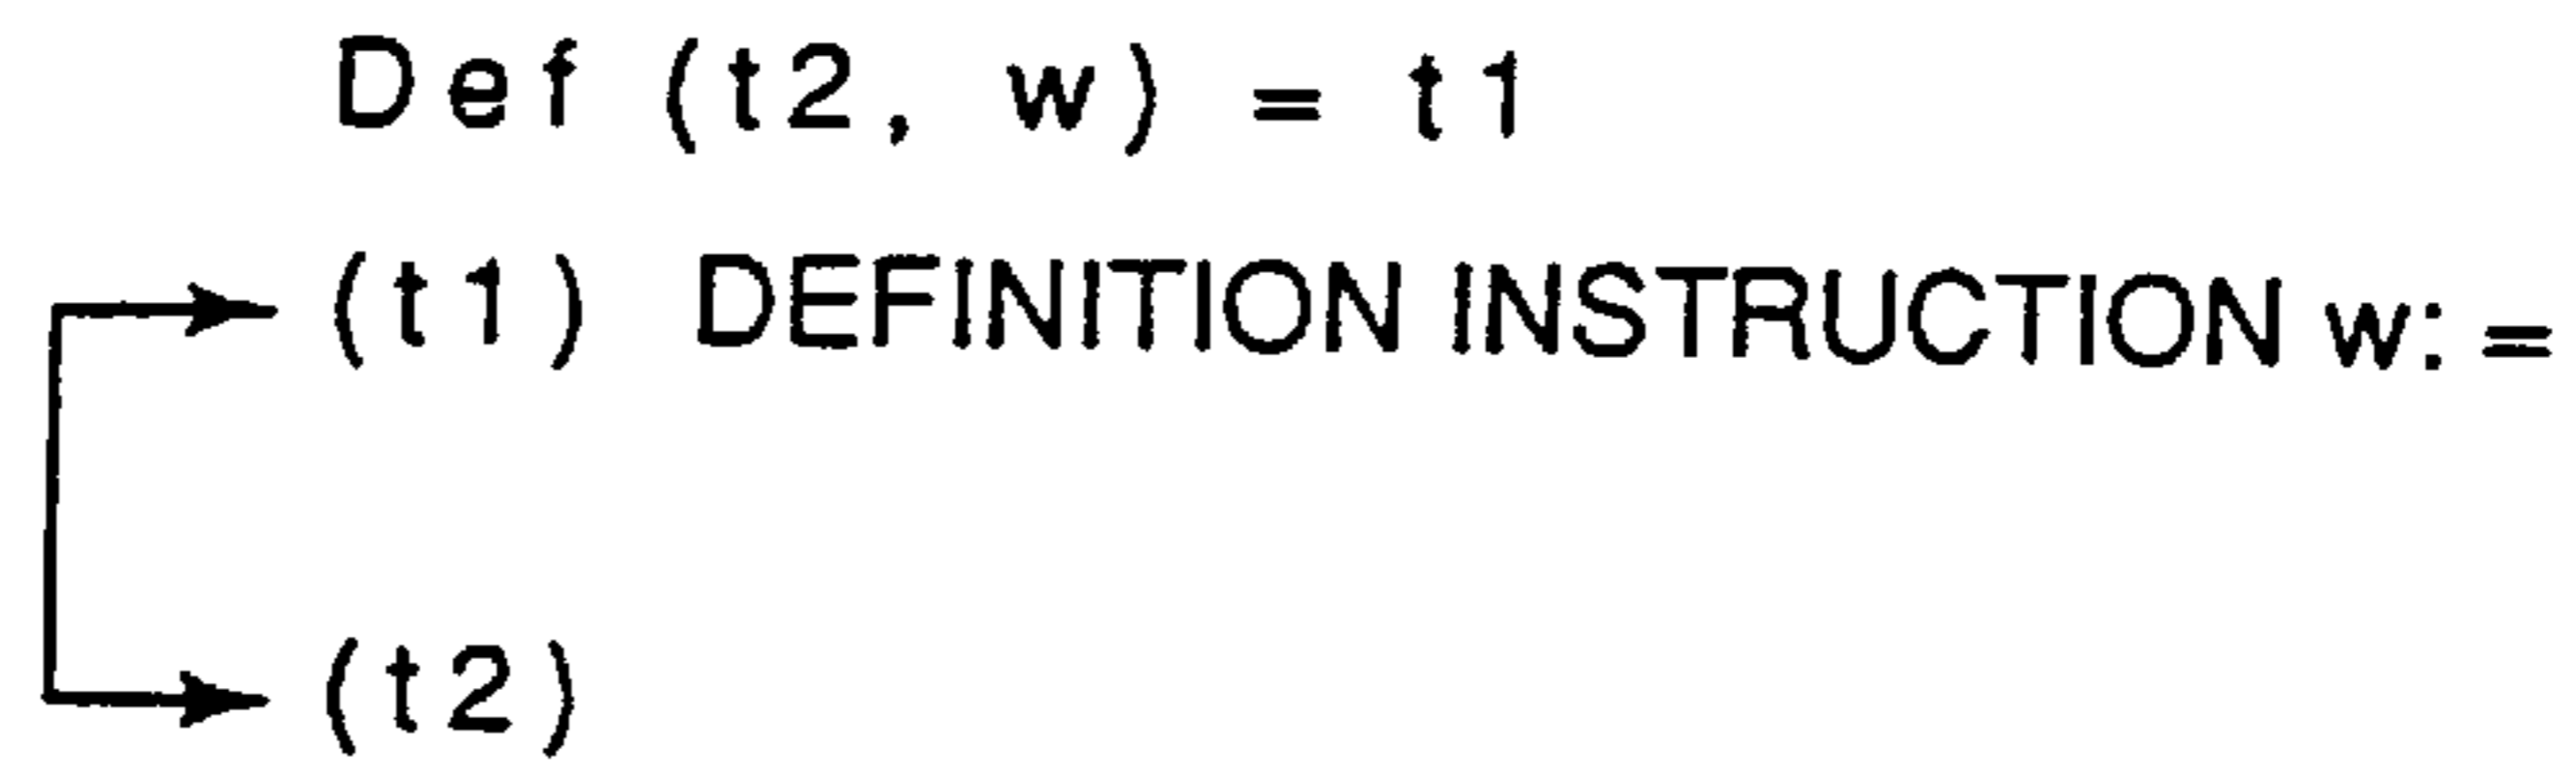 Def (t2, w) = t1
(t1) DEFINITION INSTRUCTION w: =
(t2)